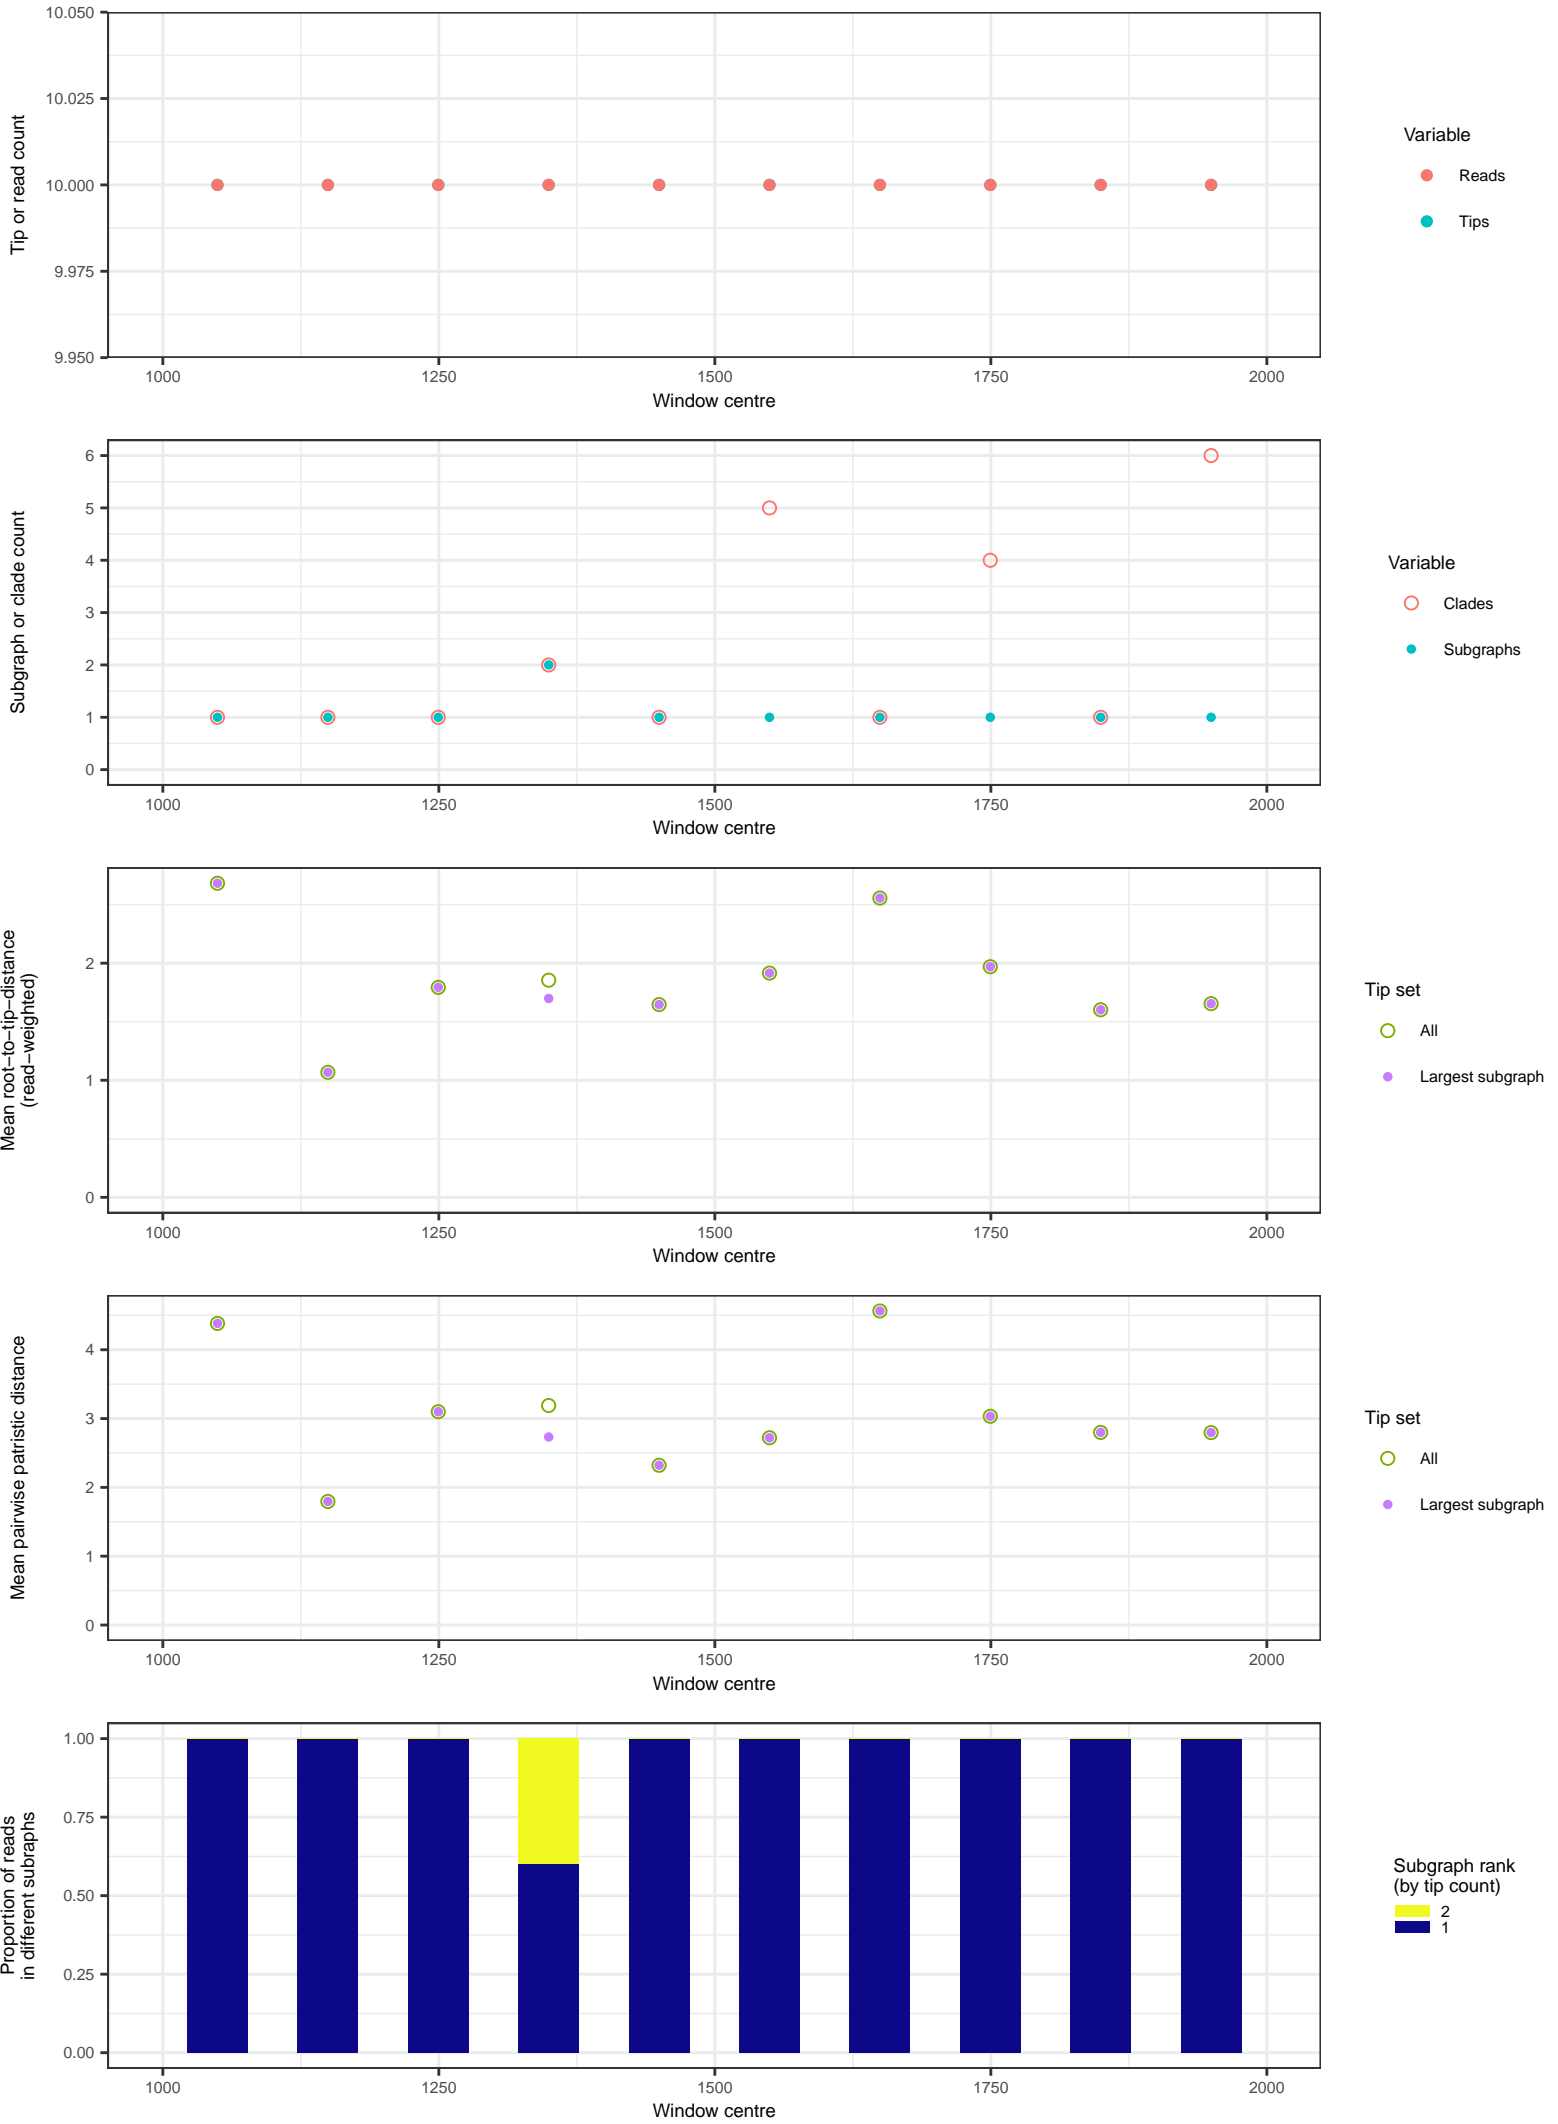 10.050
10.025
10.000
9.975
9.950
Tip or read count
1000 1250 1500 1750 2000
Window centre
Variable
Reads
Tips
6
5
4
3
2
1
0
Subgraph or clade count
1000 1250 1500 1750 2000
Window centre
Variable
Clades
Subgraphs
2
1
0
Mean root−to−tip−distance
(read−weighted)
1000 1250 1500 1750 2000
Window centre
Tip set
All
Largest subgraph
4
3
2
1
0
Mean pairwise patristic distance
1000 1250 1500 1750 2000
Window centre
Tip set
All
Largest subgraph
1.00
0.75
0.50
0.25
0.00
Proportion of reads
in different subraphs
1000 1250 1500 1750 2000
Window centre
Subgraph rank
(by tip count)
2
1